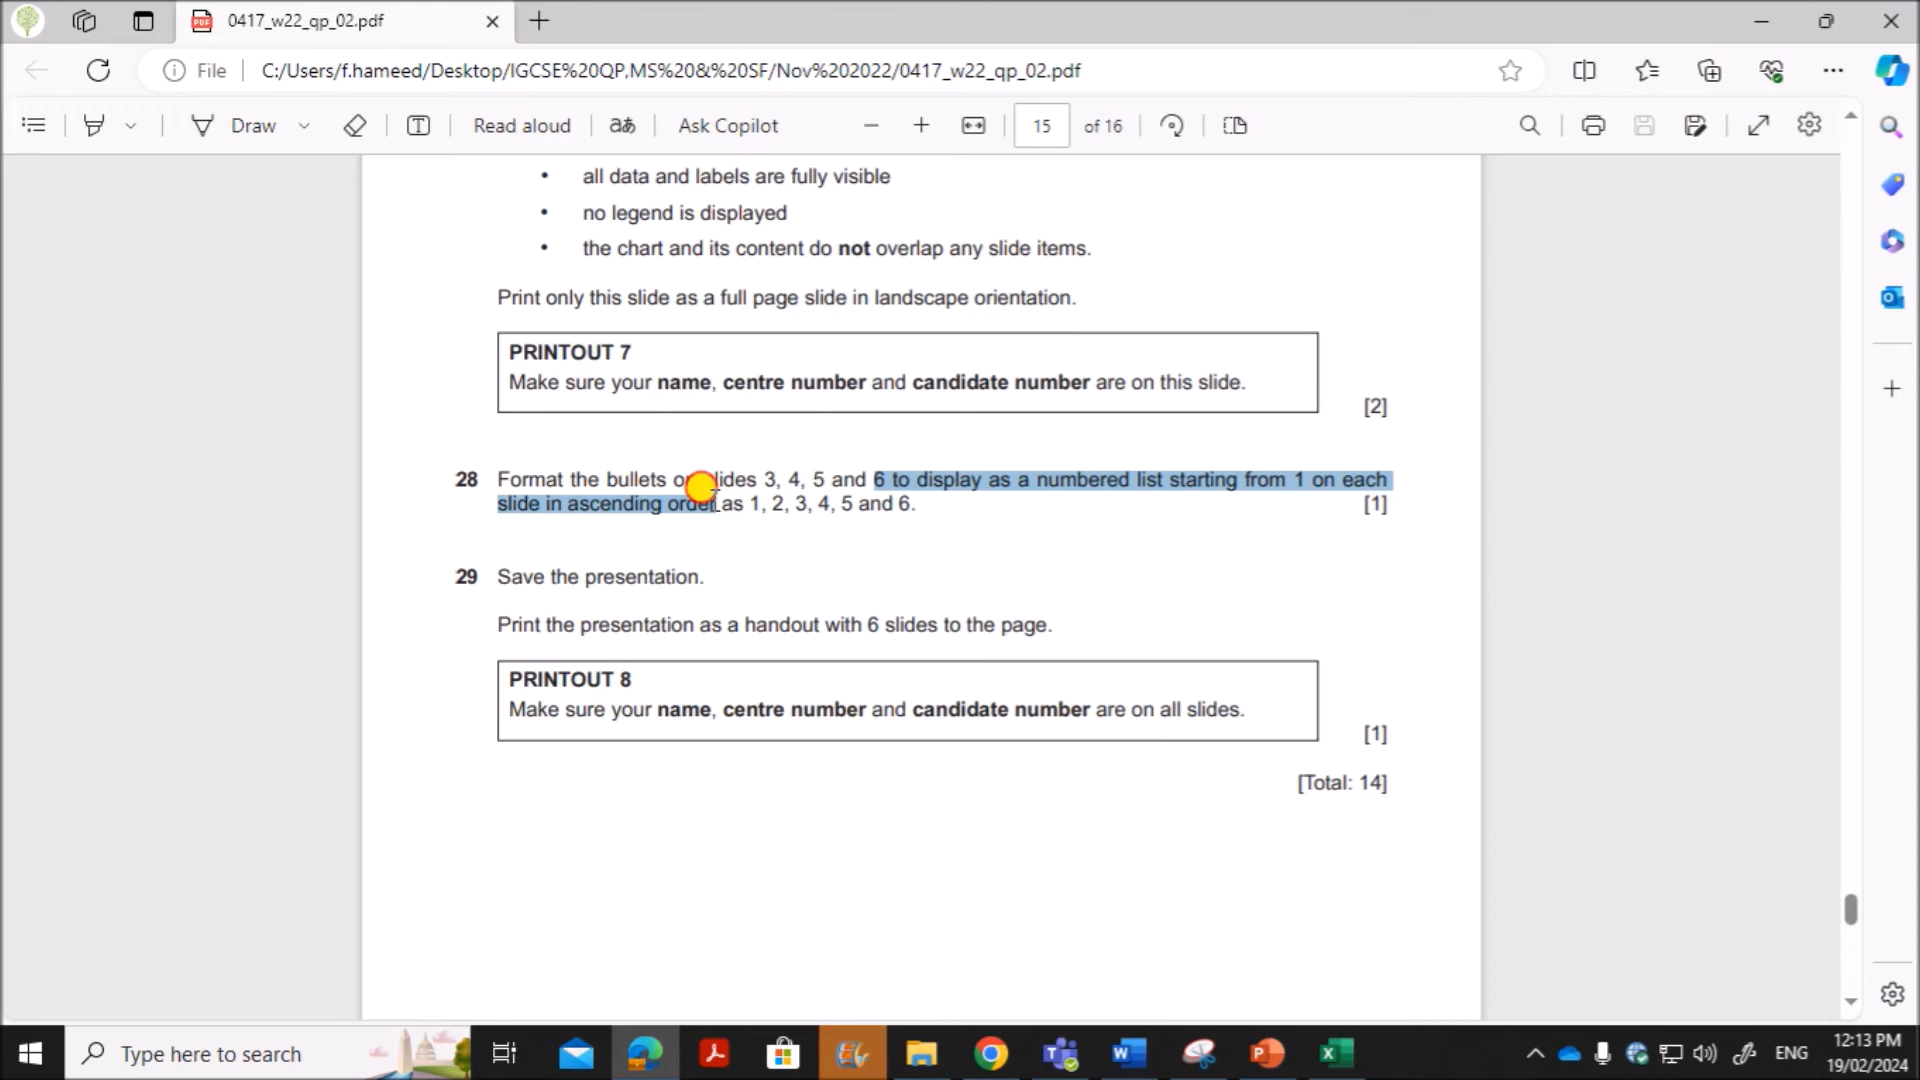 0417_w22_qp_02.pdf
File C:/Users/f.hameed/Desktop/IGCSE%20QP,MS%20&%20SF/Nov%202022/0417_w22_qp_02.pdf
Draw Read aloud aあ Ask Copilot 15 of 16
• all data and labels are fully visible
• no legend is displayed
• the chart and its content do not overlap any slide items.
Print only this slide as a full page slide in landscape orientation.
PRINTOUT 7
Make sure your name, centre number and candidate number are on this slide.
[2]
28 Format the bullets on slides 3, 4, 5 and 6 to display as a numbered list starting from 1 on each
slide in ascending order as 1, 2, 3, 4, 5 and 6. [1]
29 Save the presentation.
Print the presentation as a handout with 6 slides to the page.
PRINTOUT 8
Make sure your name, centre number and candidate number are on all slides.
[1]
[Total: 14]
Type here to search
ENG
12:13 PM
19/02/2024